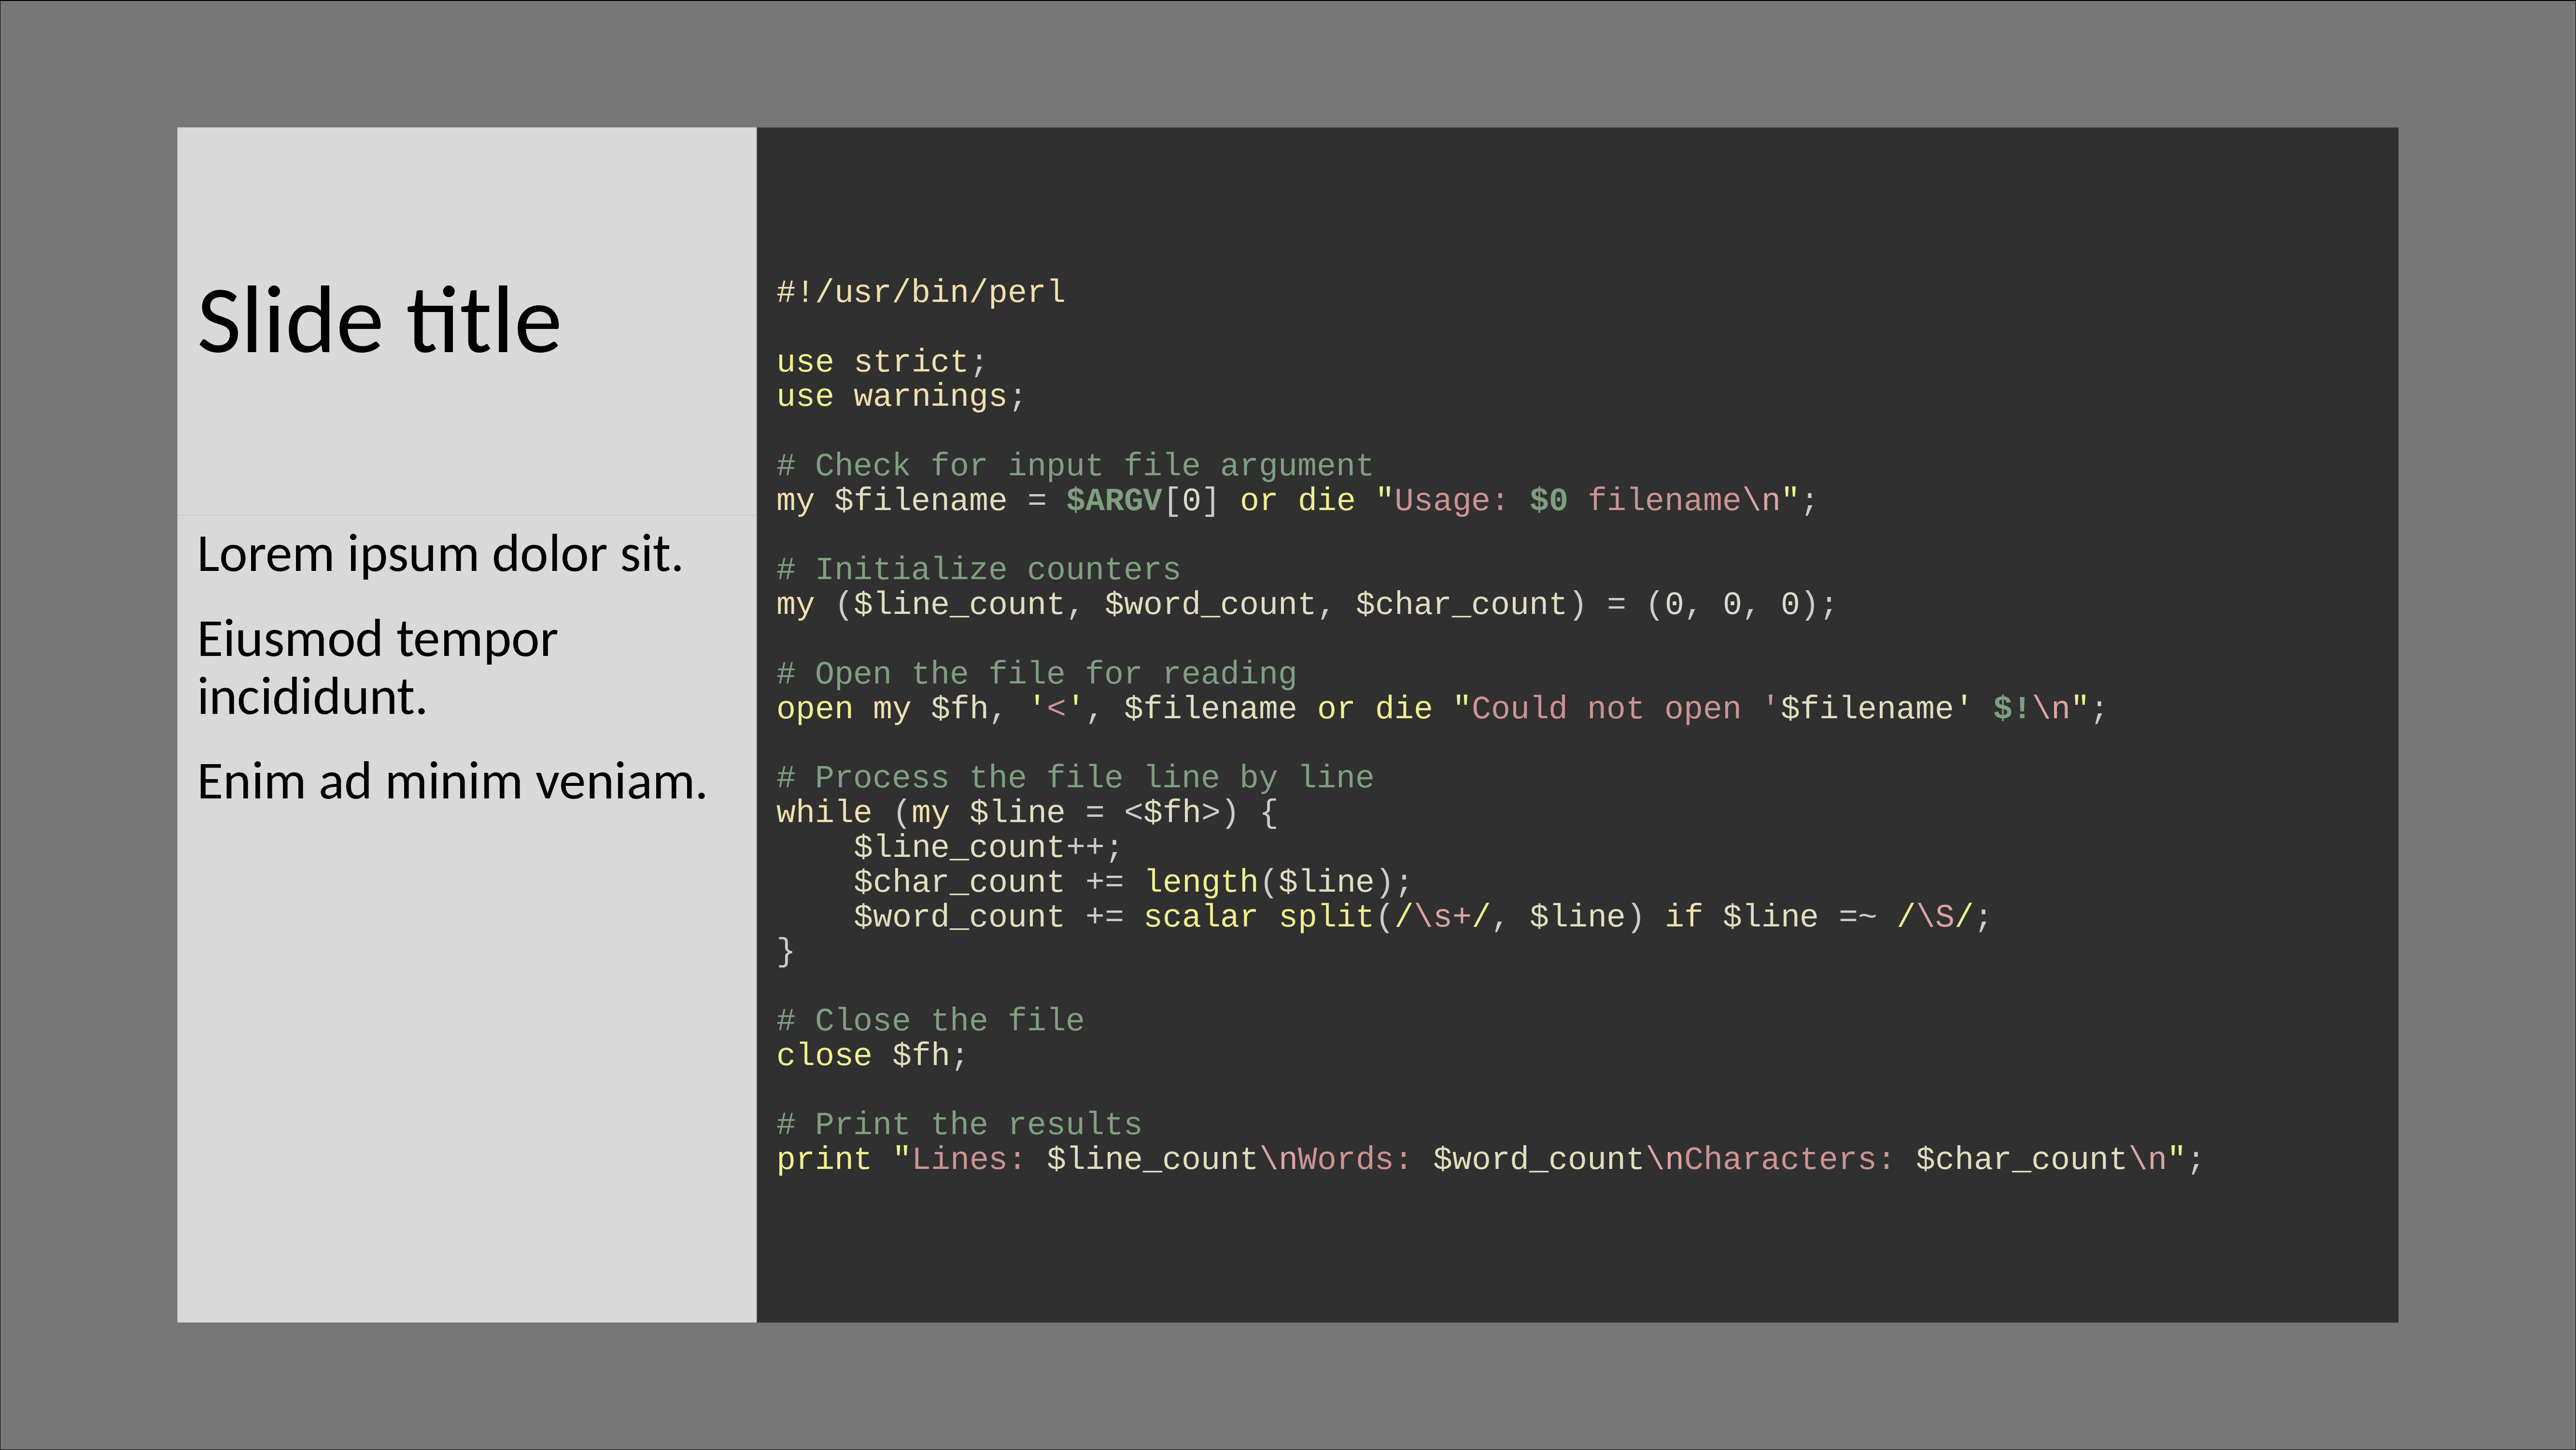 Slide title
Lorem ipsum dolor sit.
Eiusmod tempor
incididunt.
Enim ad minim veniam.
#!/usr/bin/perl
use strict;
use warnings;
# Check for input file argument
my $filename = $ARGV[0] or die "Usage: $0 filename\n";
# Initialize counters
my ($line_count, $word_count, $char_count) = (0, 0, 0);
# Open the file for reading
open my $fh, '<', $filename or die "Could not open '$filename' $!\n";
# Process the file line by line
while (my $line = <$fh>) {
    $line_count++;
    $char_count += length($line);
    $word_count += scalar split(/\s+/, $line) if $line =~ /\S/;
}
# Close the file
close $fh;
# Print the results
print "Lines: $line_count\nWords: $word_count\nCharacters: $char_count\n";